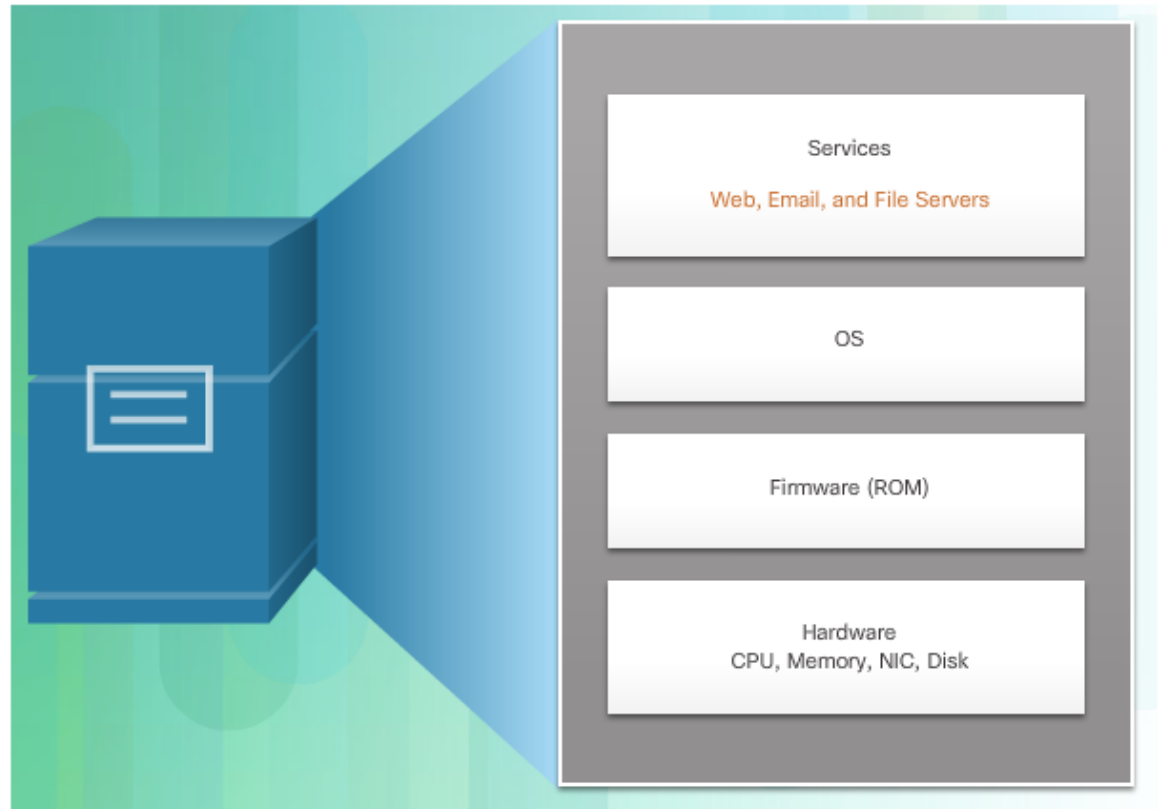 Services
Web, Email, and File Servers
OS
Firmware (ROM)
Hardware
CPU, Memory, NIC, Disk